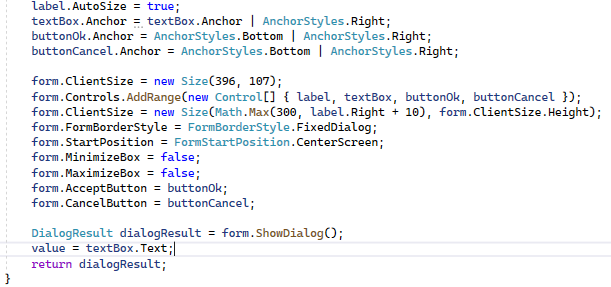 label.AutoSize = true;
textBox.Anchor = textBox.Anchor | AnchorStyles.Right;
buttonOk.Anchor = AnchorStyles.Bottom | AnchorStyles.Right;
buttonCancel.Anchor = AnchorStyles.Bottom | AnchorStyles.Right;
form.ClientSize = new Size(396, 107);
form.Controls.AddRange(new Control[] { label, textBox, buttonOk, buttonCancel });
form.ClientSize = new Size(Math.Max(300, label.Right + 10), form.ClientSize.Height);
form.FormBorderStyle = FormBorderStyle.FixedDialog;
form.StartPosition = FormStartPosition.CenterScreen;
form.MinimizeBox = false;
form.MaximizeBox = false;
form.AcceptButton = buttonOk;
form.CancelButton = buttonCancel;
DialogResult dialogResult = form.ShowDialog();
value = textBox.Text;
return dialogResult;
}